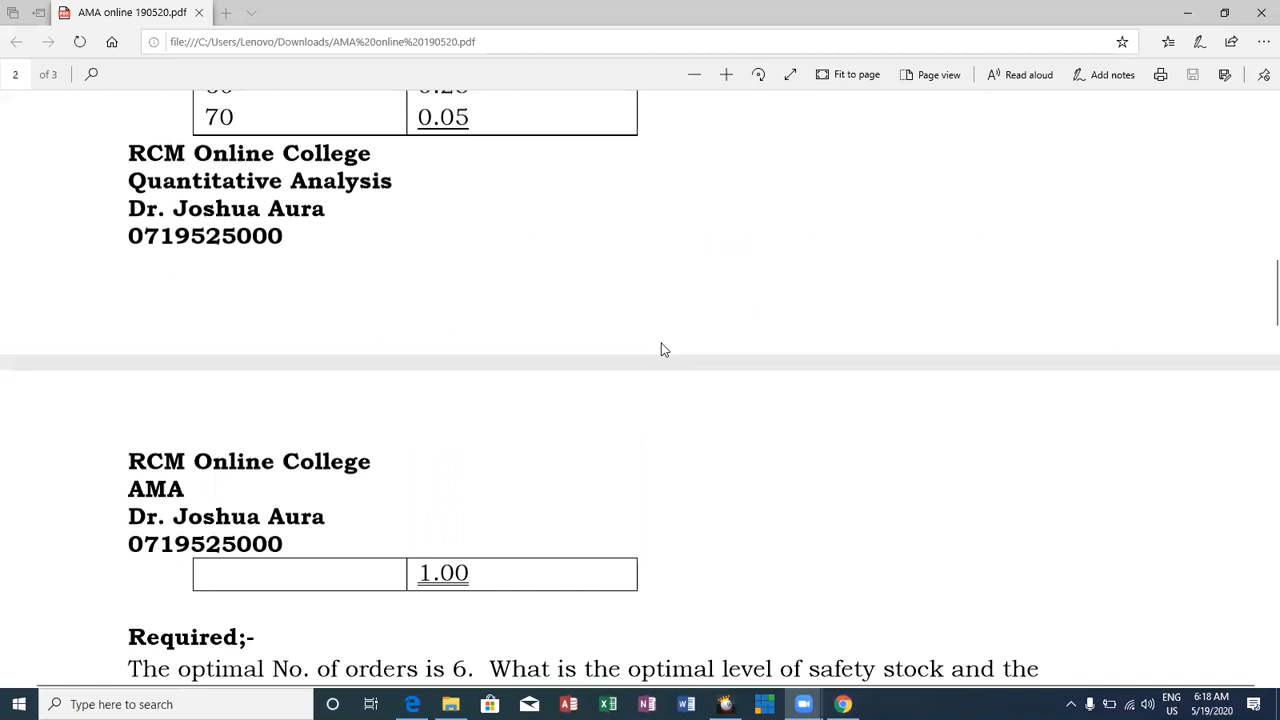 AMA online 190520.pdf
file:///C:/Users/Lenovo/Downloads/AMA%20online%20190520.pdf
2 of 3
Fit to page
Page view
Read aloud
Add notes
70 0.05
RCM Online College
Quantitative Analysis
Dr. Joshua Aura
0719525000
RCM Online College
AMA
Dr. Joshua Aura
0719525000
1.00
Required;-
The optimal No. of orders is 6. What is the optimal level of safety stock and the
Type here to search
ENG
US
6:18 AM
5/19/2020